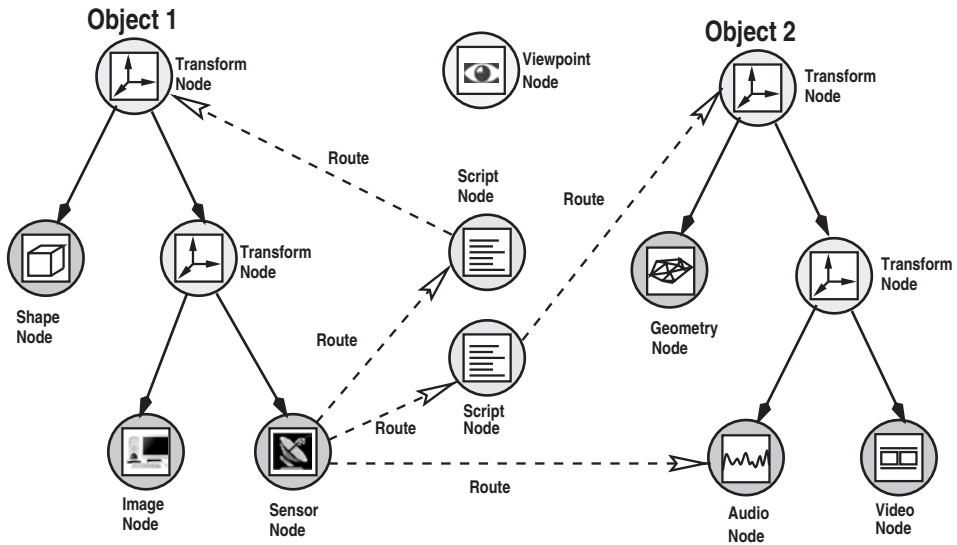 Object 1
Transform
Node
Viewpoint
Node
Object 2
Transform
Node
Route
Script
Node
Route
Transform
Node
Transform
Node
Shape
Node
Route
Geometry
Node
Route
Script
Node
Route
Image
Node
Sensor
Node
Audio
Node
Video
Node